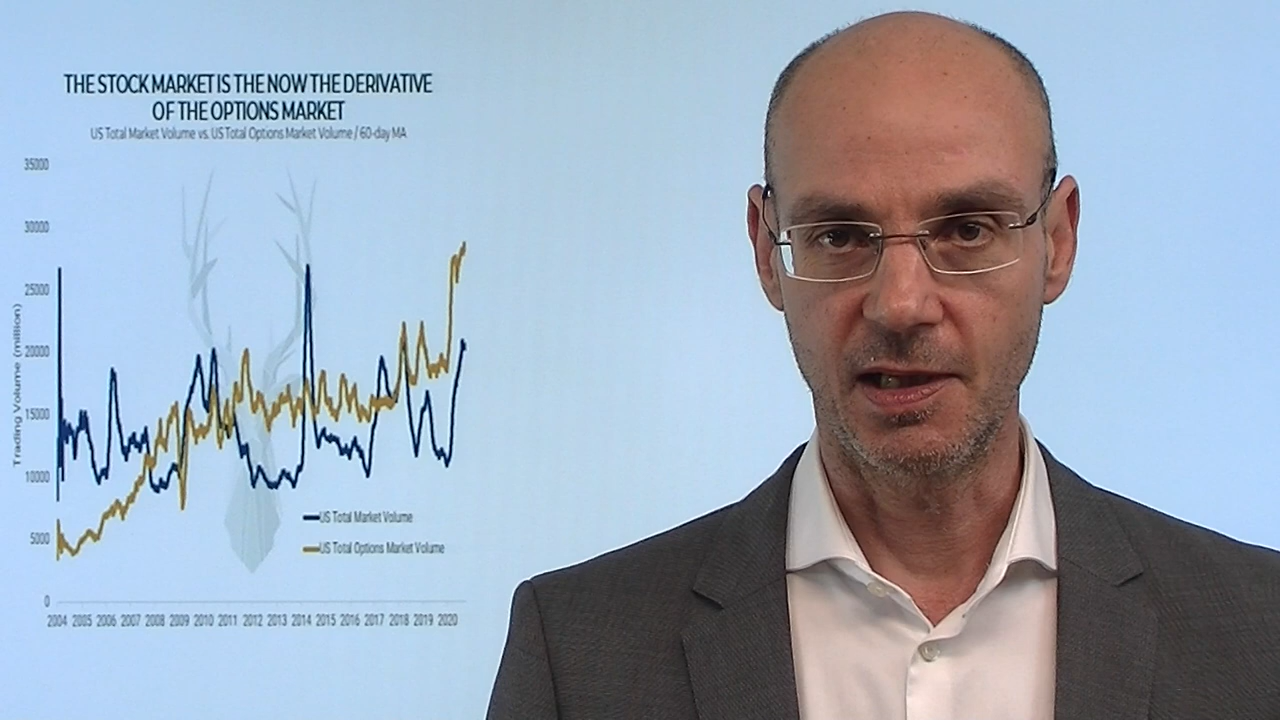 THE STOCK MARKET IS THE NOW THE DERIVATIVE
OF THE OPTIONS MARKET
US Total Market Volume vs. US Total Options Market Volume / 60-day MA
Trading Volume (million)
35000
30000
25000
20000
15000
10000
5000
0
US Total Market Volume
US Total Options Market Volume
2004 2005 2006 2007 2008 2009 2010 2011 2012 2013 2014 2015 2016 2017 2018 2019 2020